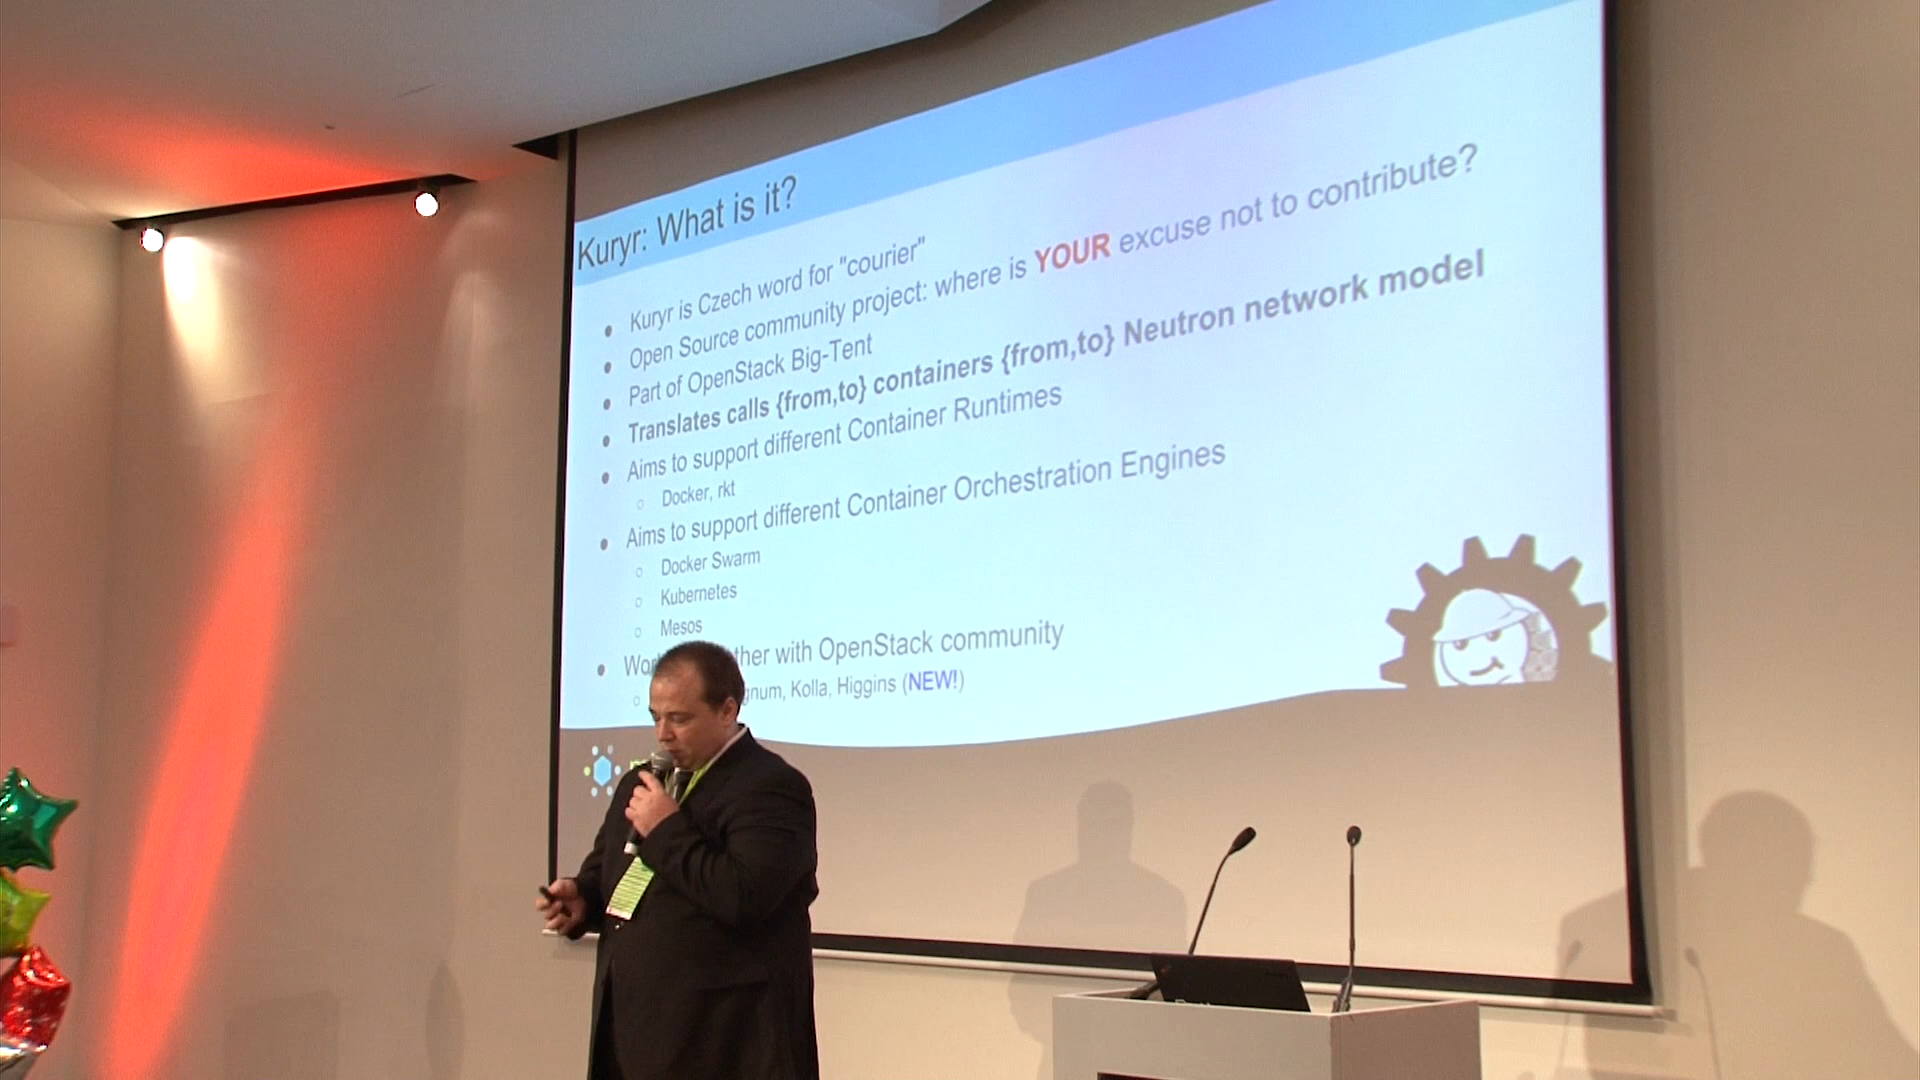 Kuryr: What is it?
Kuryr is Czech word for "courier"
Open Source community project: where is YOUR excuse not to contribute?
Part of OpenStack Big-Tent
Translates calls {from,to} containers {from,to} Neutron network model
Aims to support different Container Runtimes
Docker, rkt
Aims to support different Container Orchestration Engines
Docker Swarm
Kubernetes
Mesos
with OpenStack community
Kolla, Higgins (NEW!)